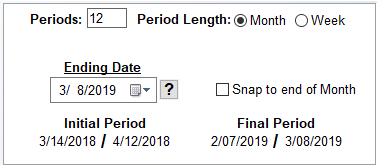 Periods: 12 Period Length: Month Week
Ending Date
3/ 8/2019 ? Snap to end of Month
Initial Period Final Period
3/14/2018 / 4/12/2018 2/07/2019 / 3/08/2019